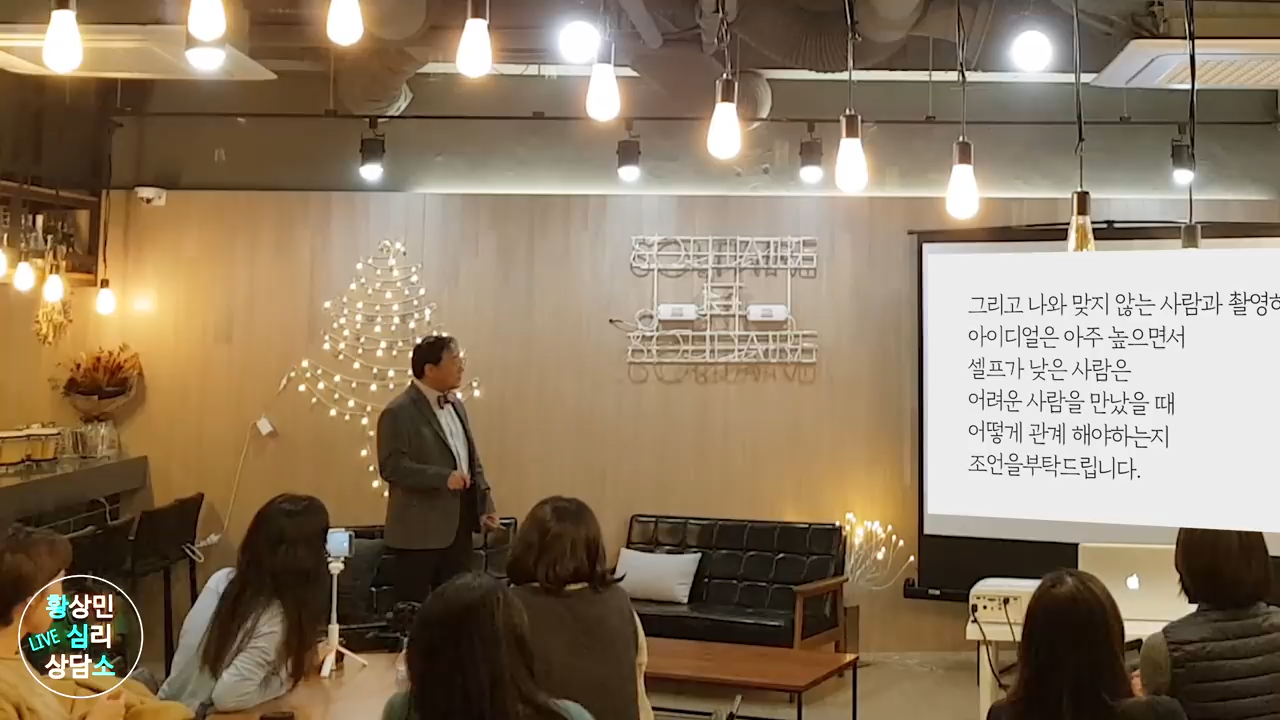 그리고 나와 맞지 않는 사람과 촬영하
아이디얼은 아주 높으면서
셀프가 낮은 사람은
어려운 사람을 만났을 때
어떻게 관계 해야하는지
조언을부탁드립니다.
황상민
LIVE 심리
상담소